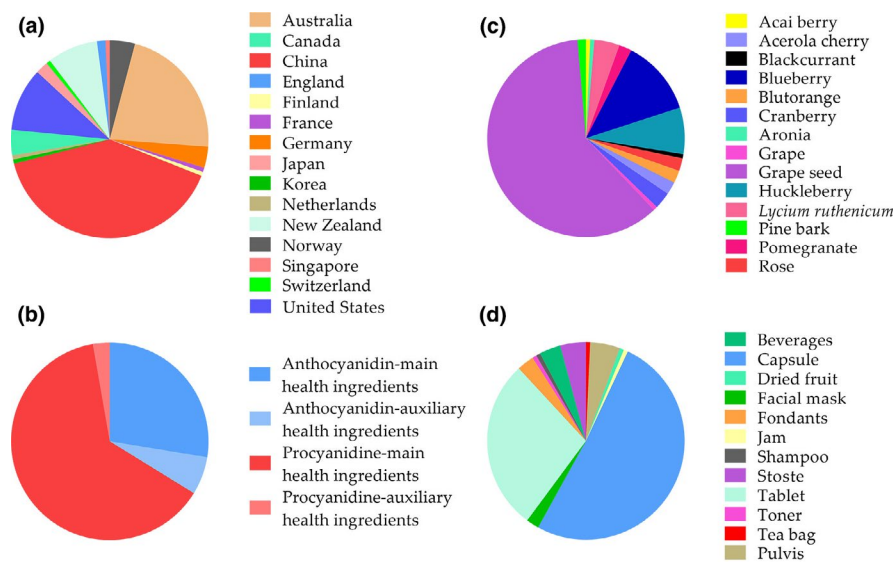 (a)
Australia
Canada
China
England
Finland
France
Germany
Japan
Korea
Netherlands
New Zealand
Norway
Singapore
Switzerland
United States
(c)
Acai berry
Acerola cherry
Blackcurrant
Blueberry
Blutorange
Cranberry
Aronia
Grape
Grape seed
Huckleberry
Lycium ruthenicum
Pine bark
Pomegranate
Rose
(b)
Anthocyanidin-main
health ingredients
Anthocyanidin-auxiliary
health ingredients
Procyanidine-main
health ingredients
Procyanidine-auxiliary
health ingredients
(d)
Beverages
Capsule
Dried fruit
Facial mask
Fondants
Jam
Shampoo
Stoste
Tablet
Toner
Tea bag
Pulvis